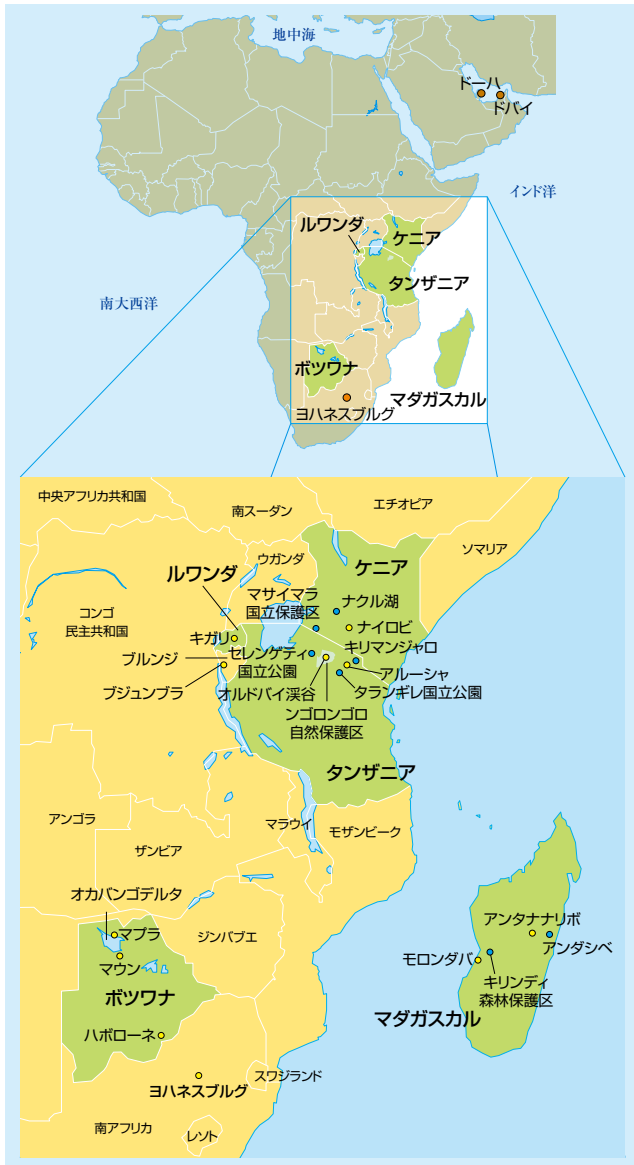 地中海
ドーハ
ドバイ
インド洋
ルワンダ
ケニア
タンザニア
南大西洋
ボツワナ
マダガスカル
ヨハネスブルグ
中央アフリカ共和国
南スーダン
エチオピア
ソマリア
ウガンダ
ケニア
ルワンダ
マサイマラ
国立保護区
ナクル湖
コンゴ
民主共和国
ナイロビ
キガリ
セレンゲティ
国立公園
キリマンジャロ
ブルンジ
アルーシャ
ブジュンブラ
オルドバイ渓谷
タランギレ国立公園
ンゴロンゴロ
自然保護区
タンザニア
アンゴラ
マラウイ
モザンビーク
ザンビア
オカバンゴデルタ
マプラ
ジンバブエ
アンタナナリボ
アンダシベ
マウン
モロンダバ
キリンディ
森林保護区
ボツワナ
マダガスカル
ハボローネ
スワジランド
ヨハネスブルグ
南アフリカ
レソト